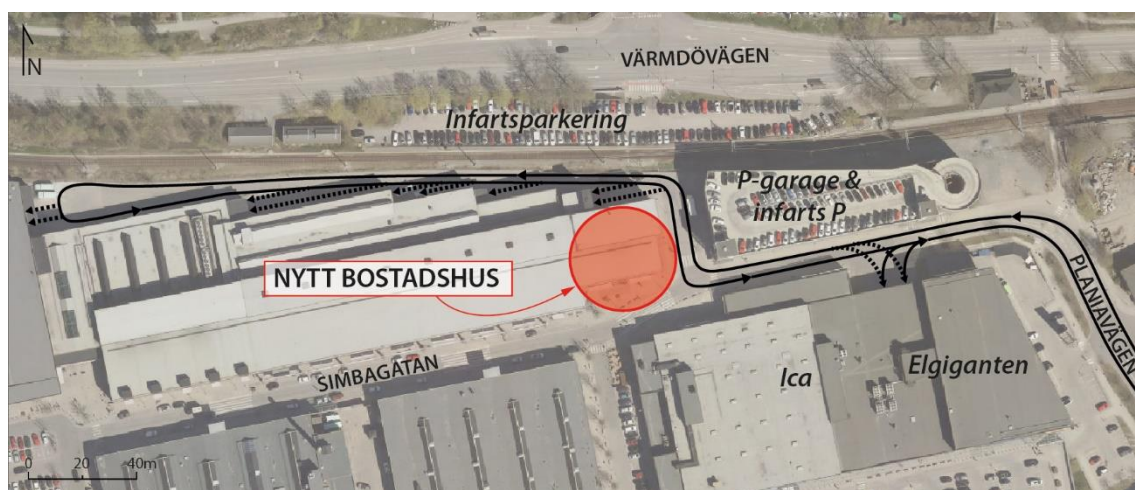 N
VÄRMDÖVÄGEN
Infartsparkering
P-garage &
infarts P
NYTT BOSTADSHUS
PLANIAVÄGEN
SIMBAGATAN
Ica
Elgiganten
0 20 40m